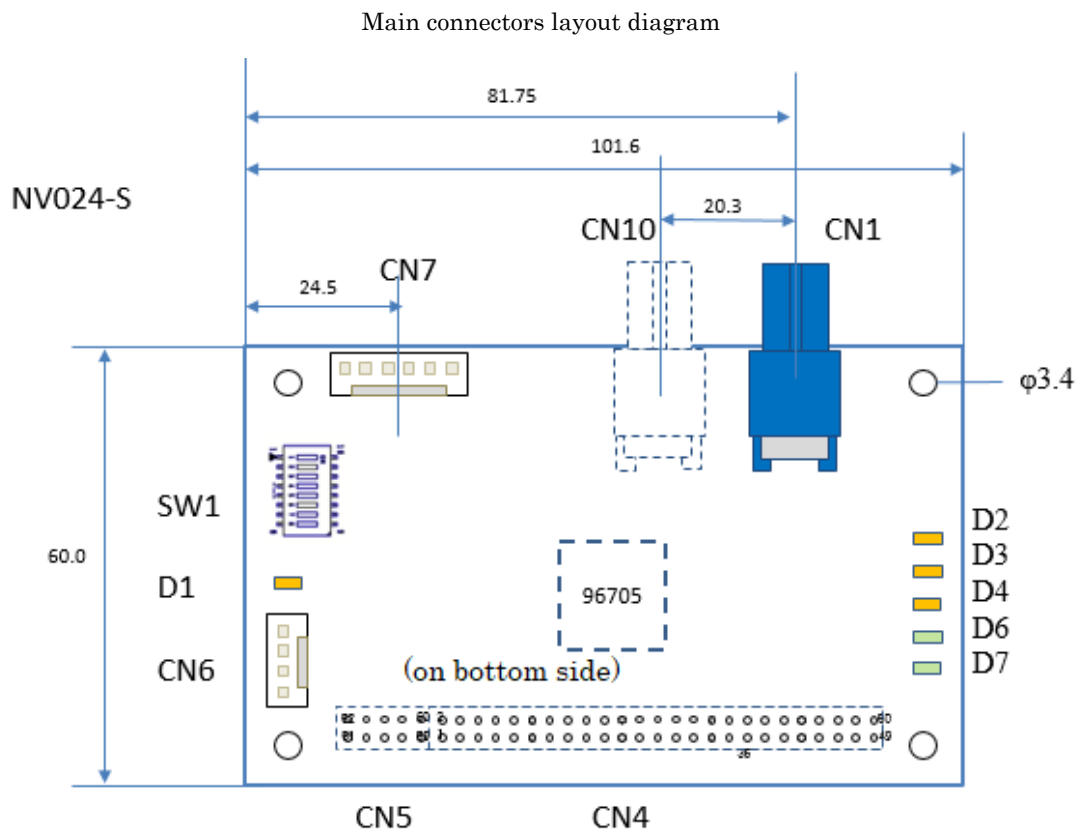 Main connectors layout diagram
81.75
101.6
NV024-S
20.3
CN10
CN1
CN7
24.5
φ3.4
SW1
D2
60.0
D3
D1
96705
D4
D6
CN6
(on bottom side)
D7
CN5
CN4